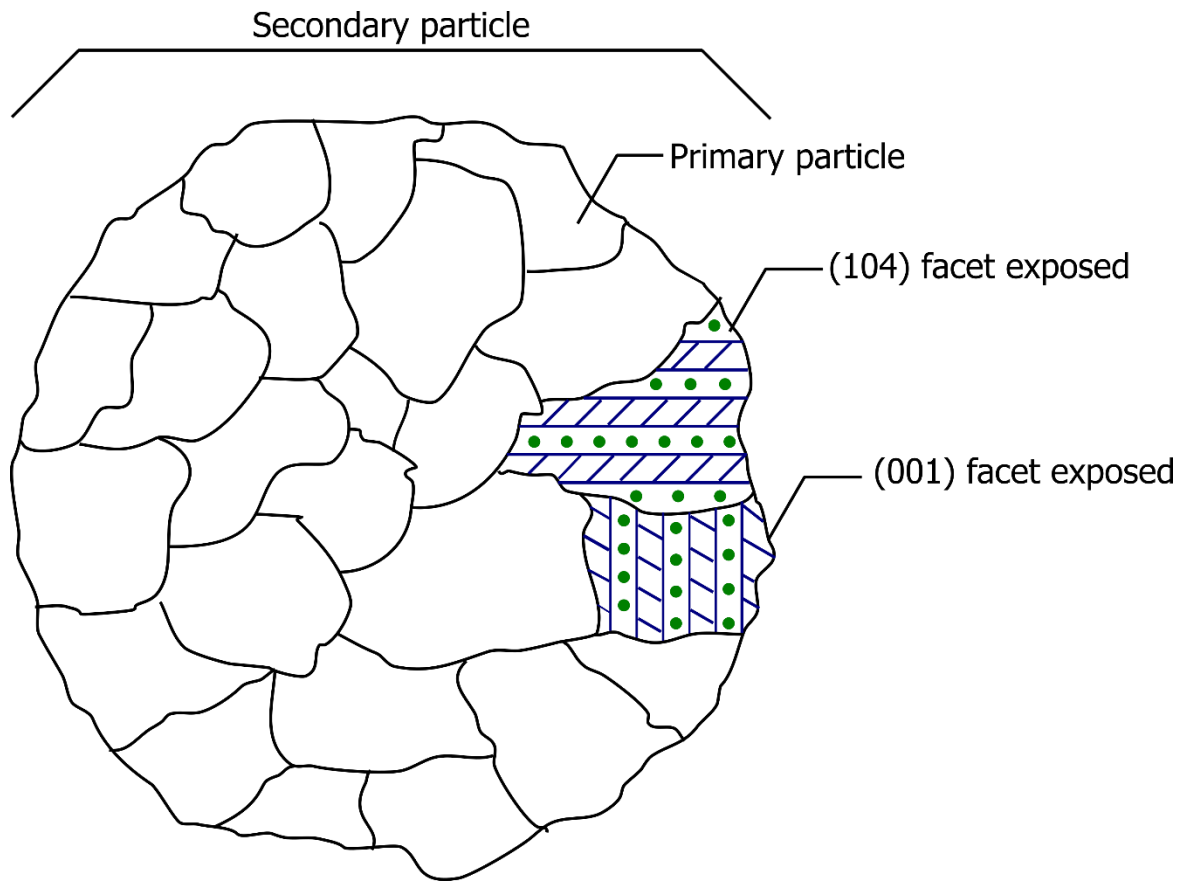 Secondary particle
Primary particle
(104) facet exposed
(001) facet exposed